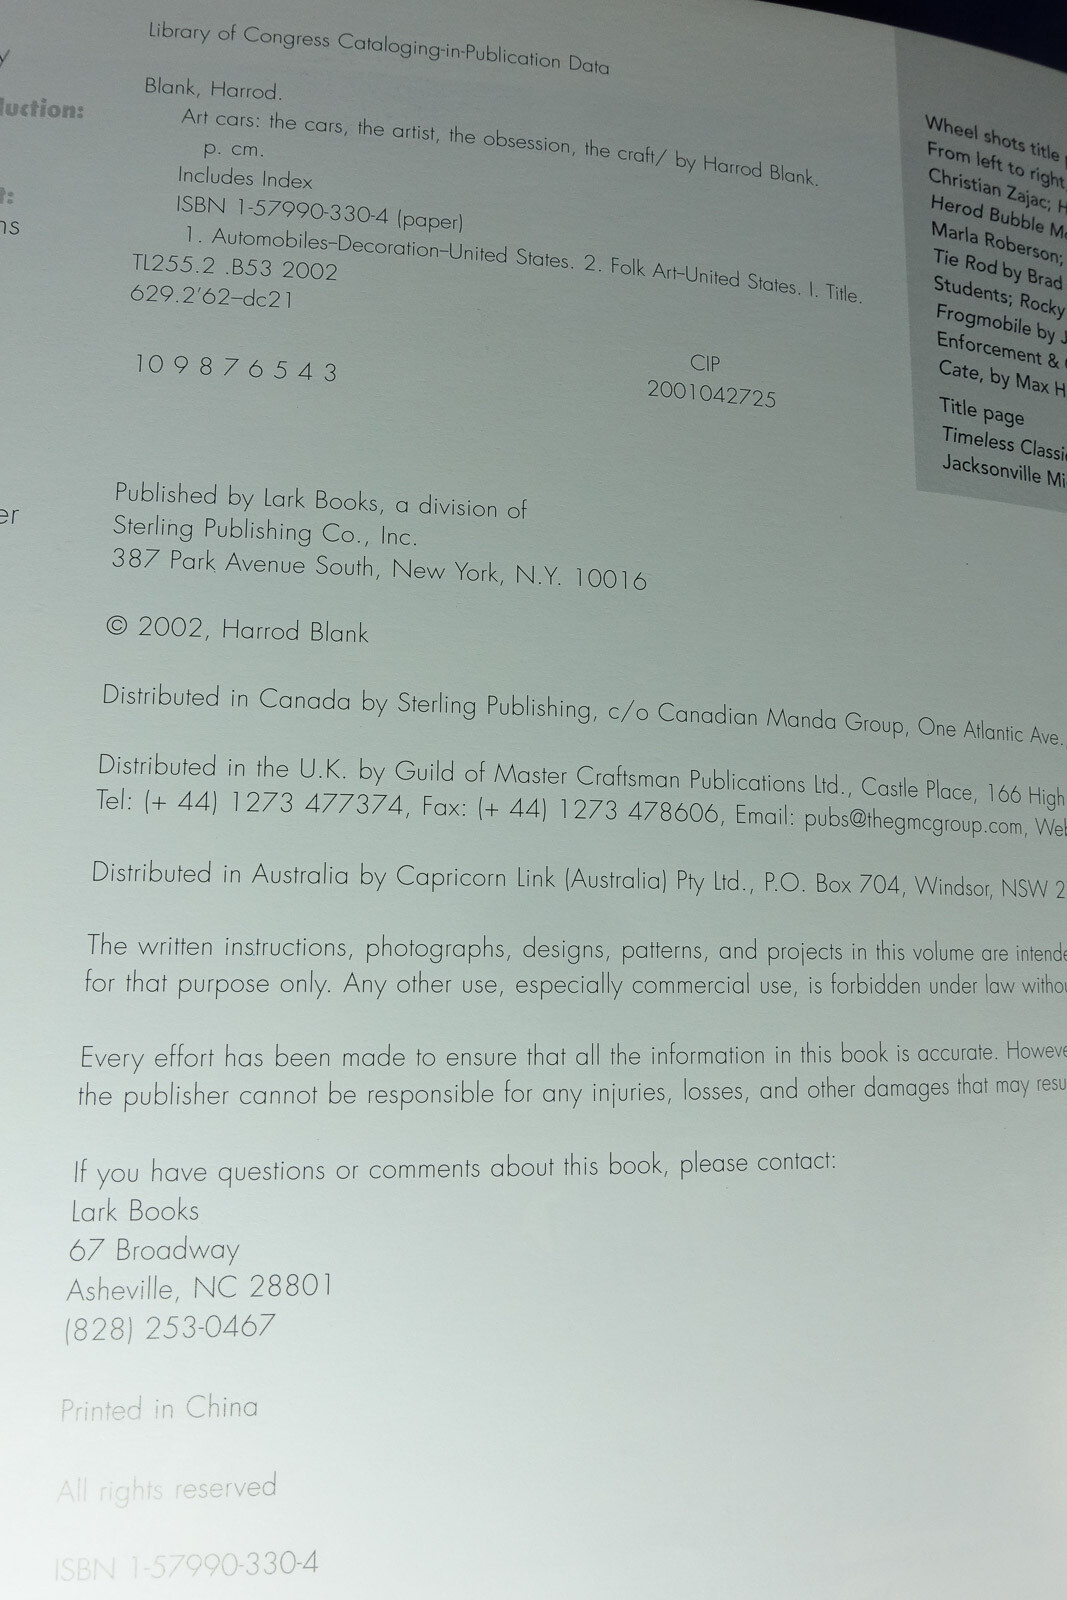 Library of Congress Cataloging-in-Publication Data
Blank, Harrod.
Art cars: the cars, the artist, the obsession, the craft/ by Harrod Blank.
p. cm.
Includes Index
ISBN 1-57990-330-4 (paper)
1. Automobiles–Decoration–United States. 2. Folk Art–United States. I. Title.
TL255.2 .B53 2002
629.2'62–dc21
10 9 8 7 6 5 4 3
CIP
2001042725
Published by Lark Books, a division of
Sterling Publishing Co., Inc.
387 Park Avenue South, New York, N.Y. 10016
© 2002, Harrod Blank
Distributed in Canada by Sterling Publishing, c/o Canadian Manda Group, One Atlantic Ave.,
Distributed in the U.K. by Guild of Master Craftsman Publications Ltd., Castle Place, 166 High
Tel: (+ 44) 1273 477374, Fax: (+ 44) 1273 478606, Email: pubs@thegmcgroup.com,
Distributed in Australia by Capricorn Link (Australia) Pty Ltd., P.O. Box 704, Windsor, NSW
The written instructions, photographs, designs, patterns, and projects in this volume are
for that purpose only. Any other use, especially commercial use, is forbidden under law
Every effort has been made to ensure that all the information in this book is accurate.
the publisher cannot be responsible for any injuries, losses, and other damages that may
If you have questions or comments about this book, please contact:
Lark Books
67 Broadway
Asheville, NC 28801
(828) 253-0467
Printed in China
All rights reserved
ISBN 1-57990-330-4
Wheel shots title
From left to right
Christian Zajac;
Herod Bubble
Marla Roberson;
Tie Rod by Brad
Students; Rocky
Frogmobile by
Enforcement &
Cate, by Max
Title page
Timeless
Jacksonville